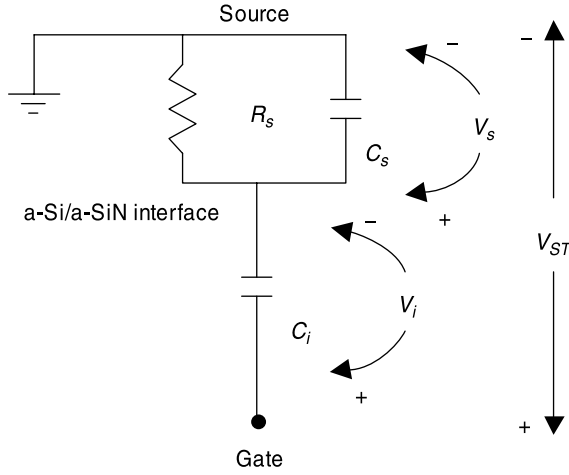 Source
−
−
R_s
V_s
C_s
a-Si/a-SiN interface
+
−
V_ST
V_i
C_i
+
+
Gate